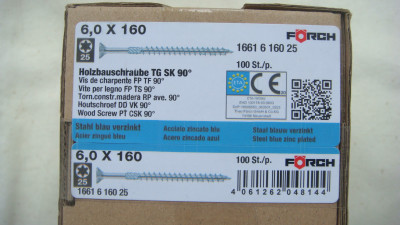 6,0 X 160
FÖRCH
25
1661 6 160 25
100 St./p.
Holzbauschraube TG SK 90°
Vis de charpente FP TF 90°
Vite per legno FP TS 90°
Torn.constr.madera RP ave. 90°
Houtschroef DD VK 90°
Wood Screw PT CSK 90°
CE
Stahl blau verzinkt
Acciaio zincato blu
Staal blauw verzinkt
Acier zingué bleu
Acero zincado azul
Steel blue zinc plated
6,0 X 160
100 St./p.
FÖRCH
25
1661 6 160 25
4 061262 048144